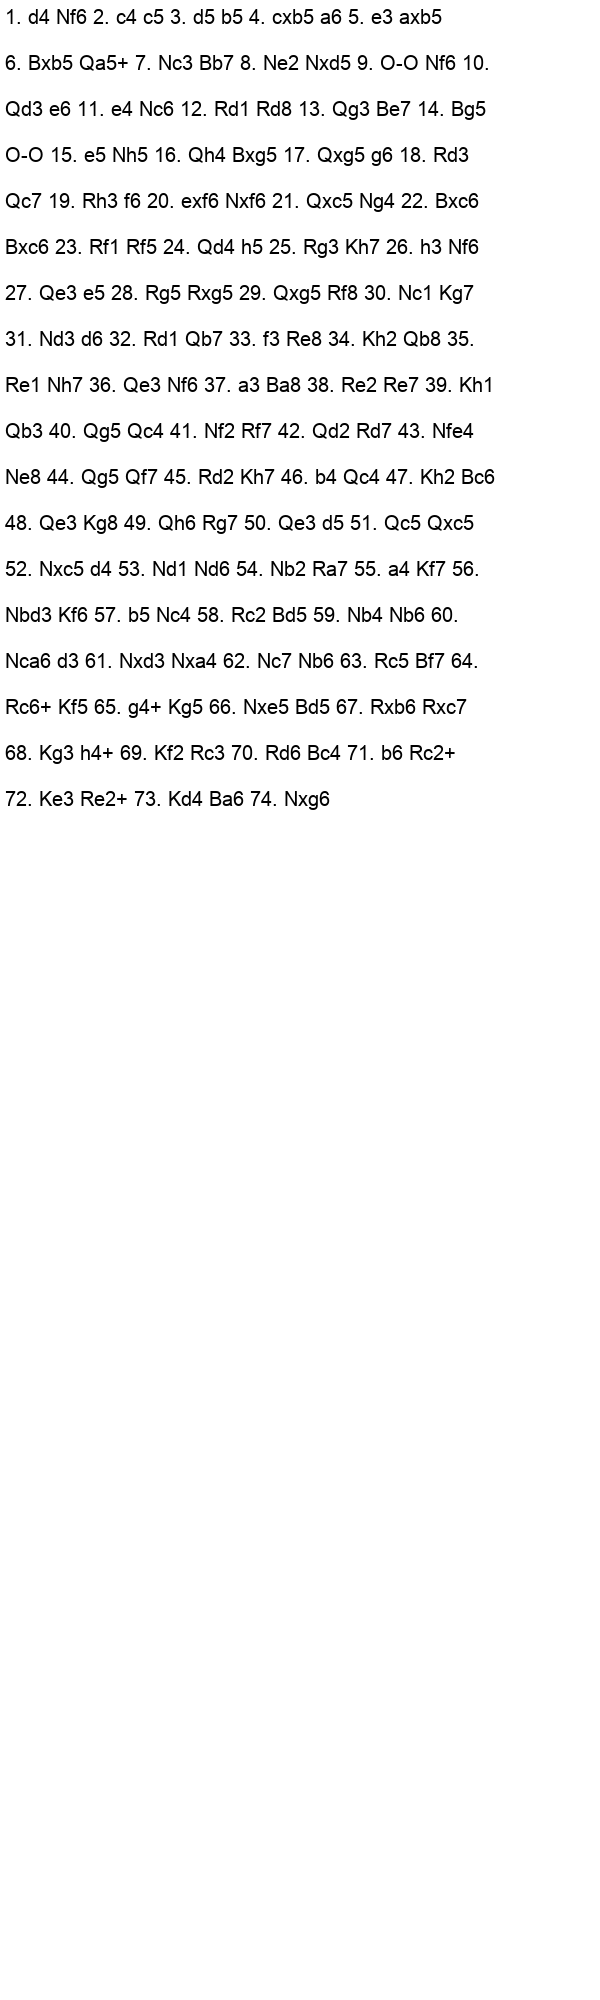 1. d4 Nf6 2. c4 c5 3. d5 b5 4. cxb5 a6 5. e3 axb5
6. Bxb5 Qa5+ 7. Nc3 Bb7 8. Ne2 Nxd5 9. O-O Nf6 10.
Qd3 e6 11. e4 Nc6 12. Rd1 Rd8 13. Qg3 Be7 14. Bg5
O-O 15. e5 Nh5 16. Qh4 Bxg5 17. Qxg5 g6 18. Rd3
Qc7 19. Rh3 f6 20. exf6 Nxf6 21. Qxc5 Ng4 22. Bxc6
Bxc6 23. Rf1 Rf5 24. Qd4 h5 25. Rg3 Kh7 26. h3 Nf6
27. Qe3 e5 28. Rg5 Rxg5 29. Qxg5 Rf8 30. Nc1 Kg7
31. Nd3 d6 32. Rd1 Qb7 33. f3 Re8 34. Kh2 Qb8 35.
Re1 Nh7 36. Qe3 Nf6 37. a3 Ba8 38. Re2 Re7 39. Kh1
Qb3 40. Qg5 Qc4 41. Nf2 Rf7 42. Qd2 Rd7 43. Nfe4
Ne8 44. Qg5 Qf7 45. Rd2 Kh7 46. b4 Qc4 47. Kh2 Bc6
48. Qe3 Kg8 49. Qh6 Rg7 50. Qe3 d5 51. Qc5 Qxc5
52. Nxc5 d4 53. Nd1 Nd6 54. Nb2 Ra7 55. a4 Kf7 56.
Nbd3 Kf6 57. b5 Nc4 58. Rc2 Bd5 59. Nb4 Nb6 60.
Nca6 d3 61. Nxd3 Nxa4 62. Nc7 Nb6 63. Rc5 Bf7 64.
Rc6+ Kf5 65. g4+ Kg5 66. Nxe5 Bd5 67. Rxb6 Rxc7
68. Kg3 h4+ 69. Kf2 Rc3 70. Rd6 Bc4 71. b6 Rc2+
72. Ke3 Re2+ 73. Kd4 Ba6 74. Nxg6